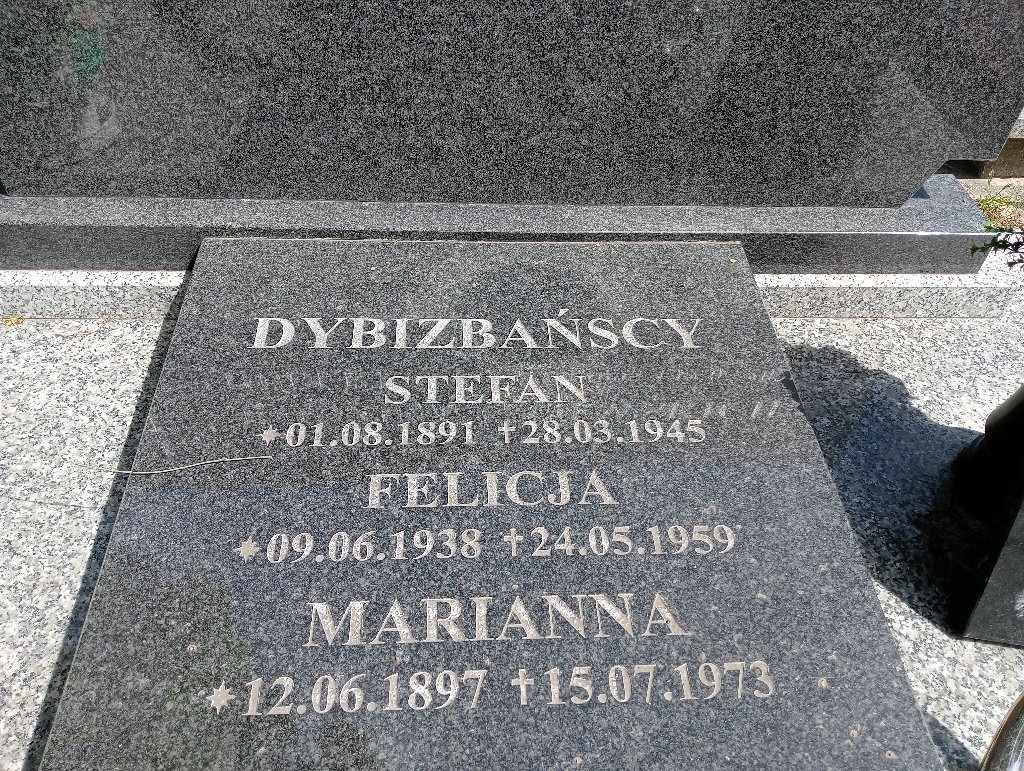 DYBIZBAŃSCY
STEFAN
*01.08.1891 †28.03.1945
FELICJA
*09.06.1938 †24.05.1959
MARIANNA
*12.06.1897 †15.07.1973